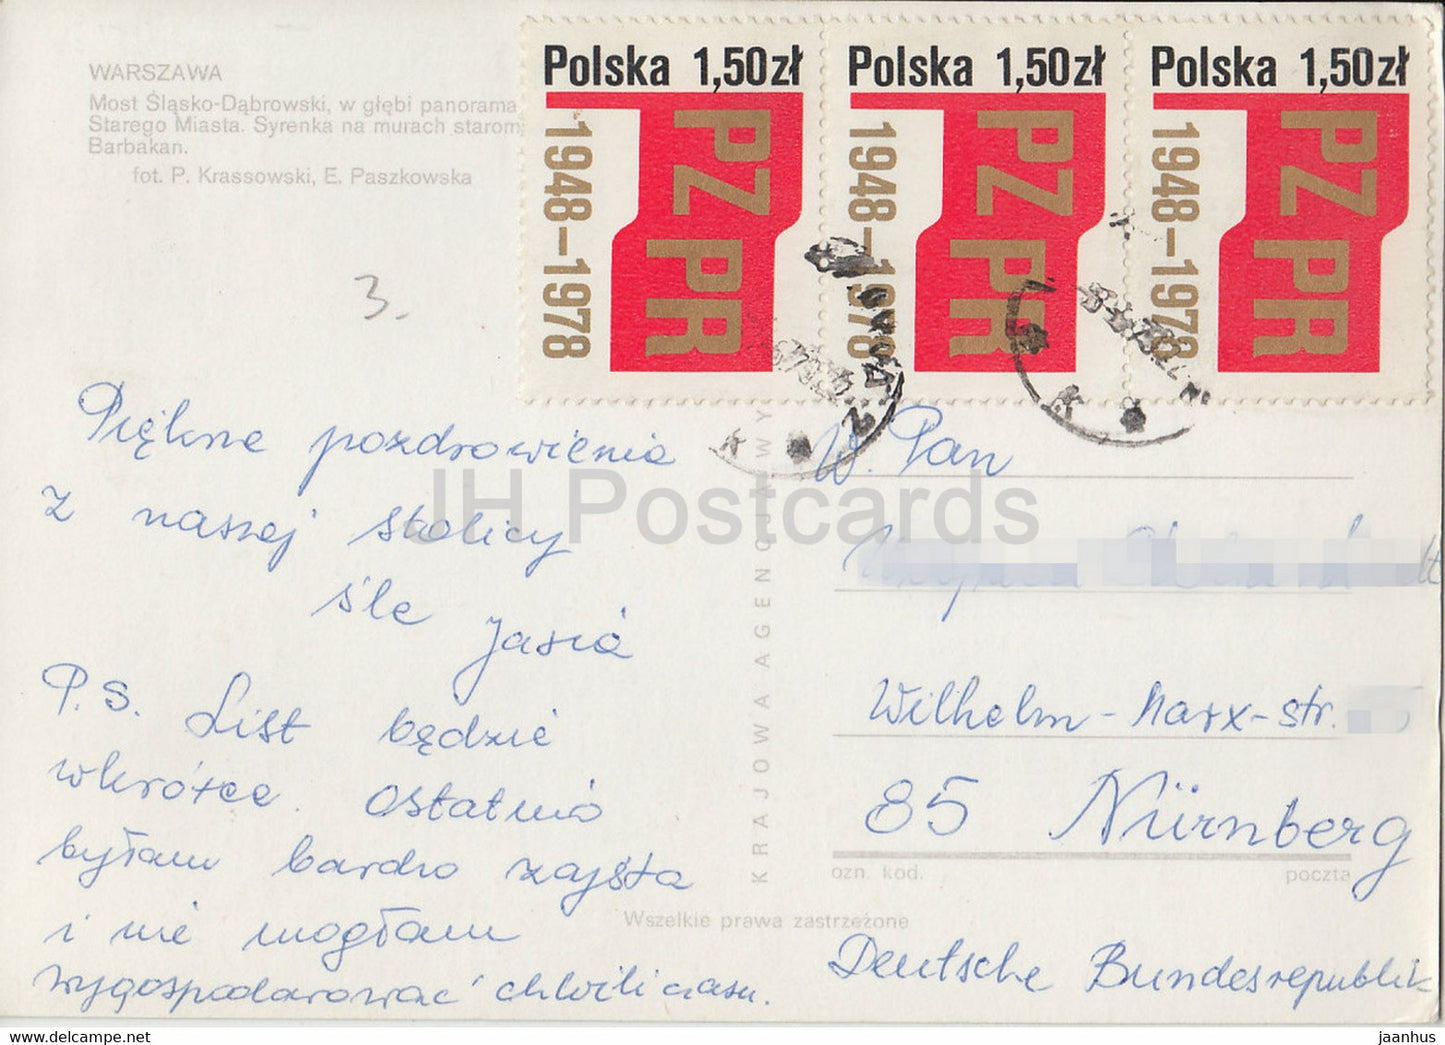 WARSZAWA
Most Śląsko-Dąbrowski, w głębi panorama
Starego Miasta. Syrenka na murach starom
Barbakan.
fot. P. Krassowski, E. Paszkowska
3.
Polska 1,50zł
PZPR
1948–1978
Polska 1,50zł
PZPR
1948–1978
Polska 1,50zł
PZPR
1948–1978
Piękne pozdrowienia
z naszej stolicy
śle Jasia
P.S. List będzie
wkrótce. Ostatnio
byłam bardzo zajęta
i nie mogłam
wygospodarować chwili czasu.
KRAJOWA AGENCJA WY
W. Pan
Wilhelm-Marx-str.
85 Nürnberg
ozn. kod. poczta
Wszelkie prawa zastrzeżone
Deutsche Bundesrepublik
JH Postcards
jaanhus